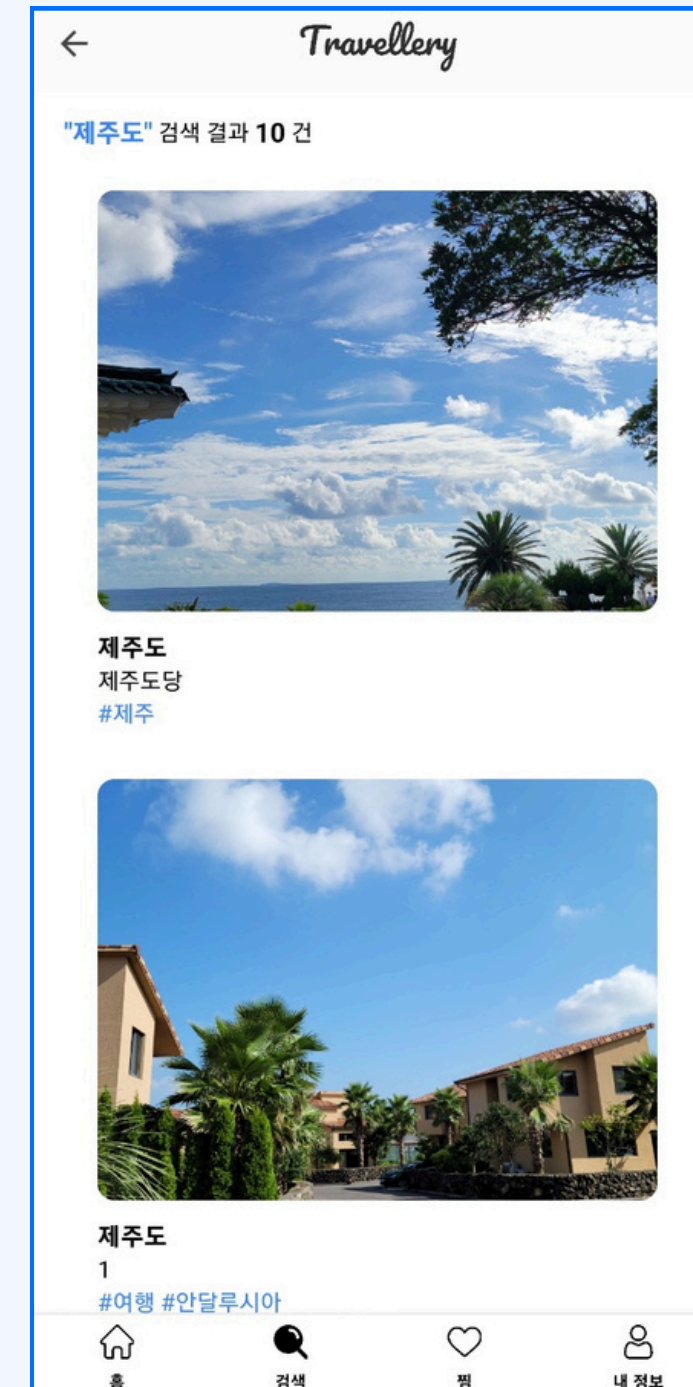 Travellery
"제주도" 검색 결과 10 건
제주도
제주도당
#제주
제주도
1
#여행 #안달루시아
홈 검색 찜 내 정보